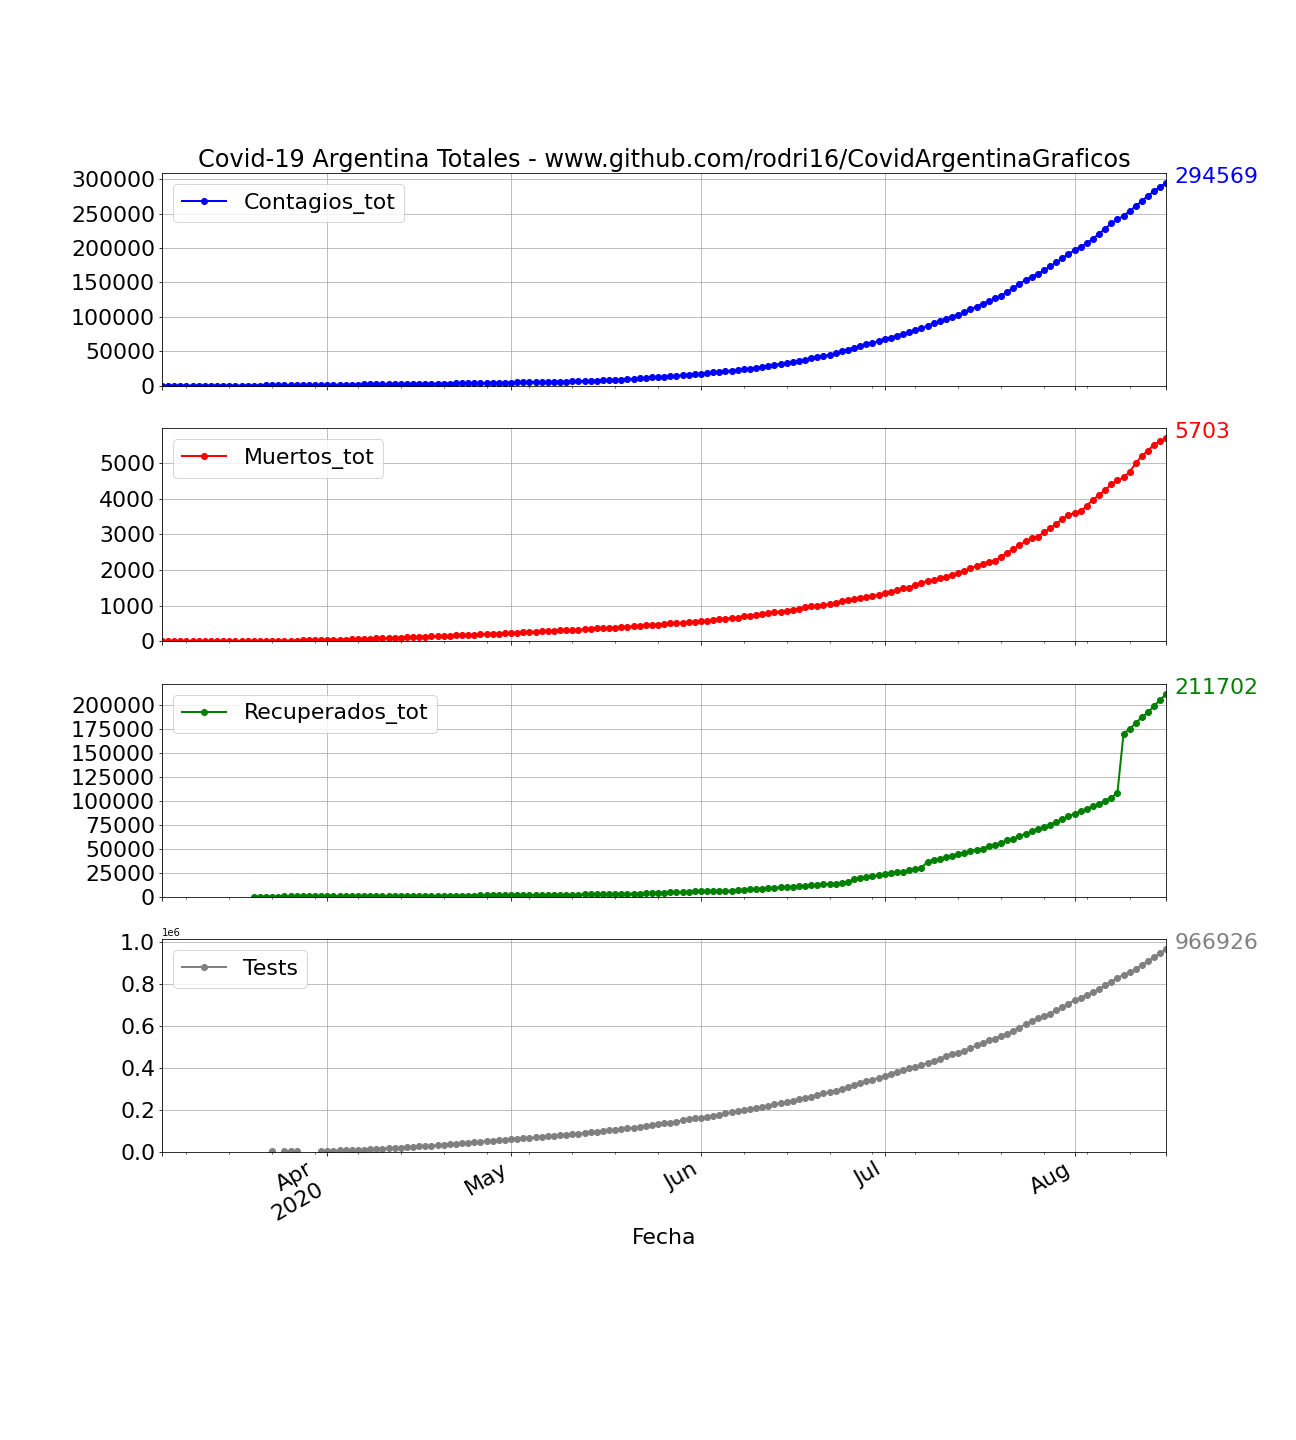 Covid-19 Argentina Totales - www.github.com/rodri16/CovidArgentinaGraficos
300000
250000
200000
150000
100000
50000
0
Contagios_tot
294569
5000
4000
3000
2000
1000
0
Muertos_tot
5703
200000
175000
150000
125000
100000
75000
50000
25000
0
Recuperados_tot
211702
1e6
1.0
0.8
0.6
0.4
0.2
0.0
Tests
966926
Apr
2020
May
Jun
Jul
Aug
Fecha